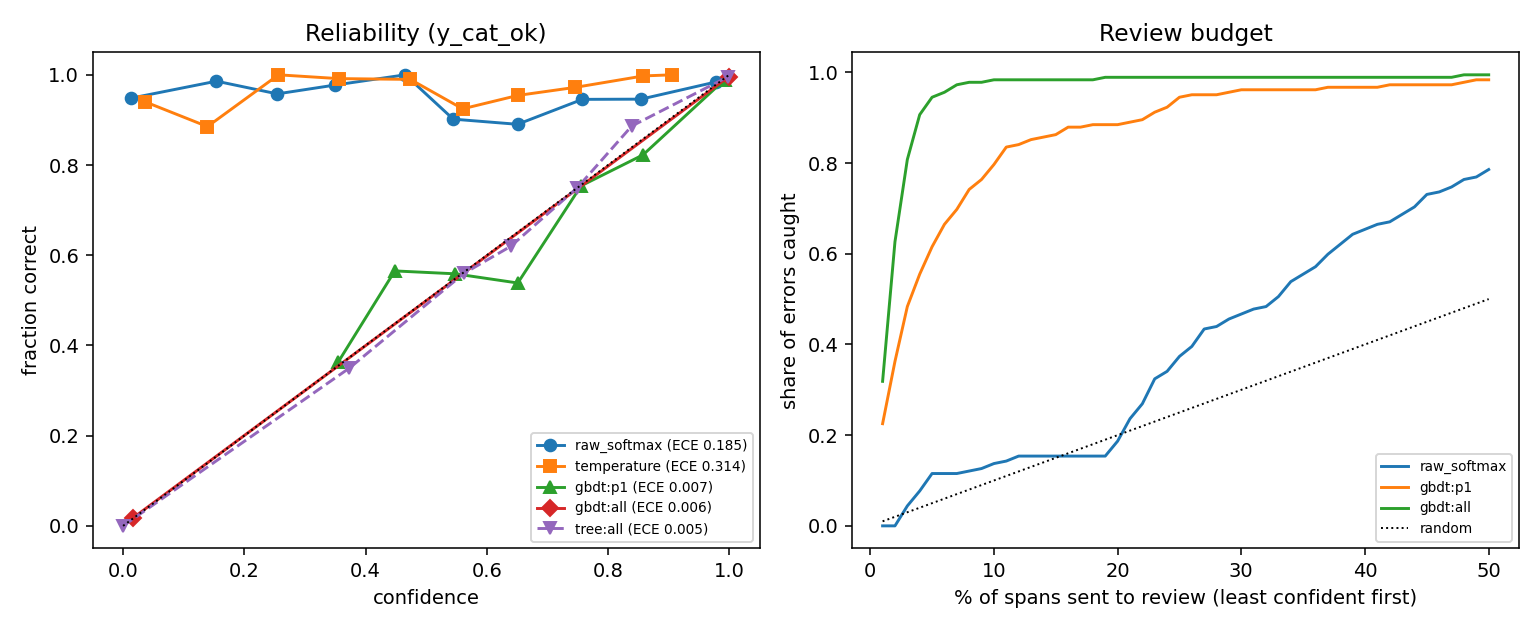 Reliability (y_cat_ok)
fraction correct
1.0
0.8
0.6
0.4
0.2
0.0
0.0 0.2 0.4 0.6 0.8 1.0
confidence
raw_softmax (ECE 0.185)
temperature (ECE 0.314)
gbdt:p1 (ECE 0.007)
gbdt:all (ECE 0.006)
tree:all (ECE 0.005)
Review budget
share of errors caught
1.0
0.8
0.6
0.4
0.2
0.0
0 10 20 30 40 50
% of spans sent to review (least confident first)
raw_softmax
gbdt:p1
gbdt:all
random